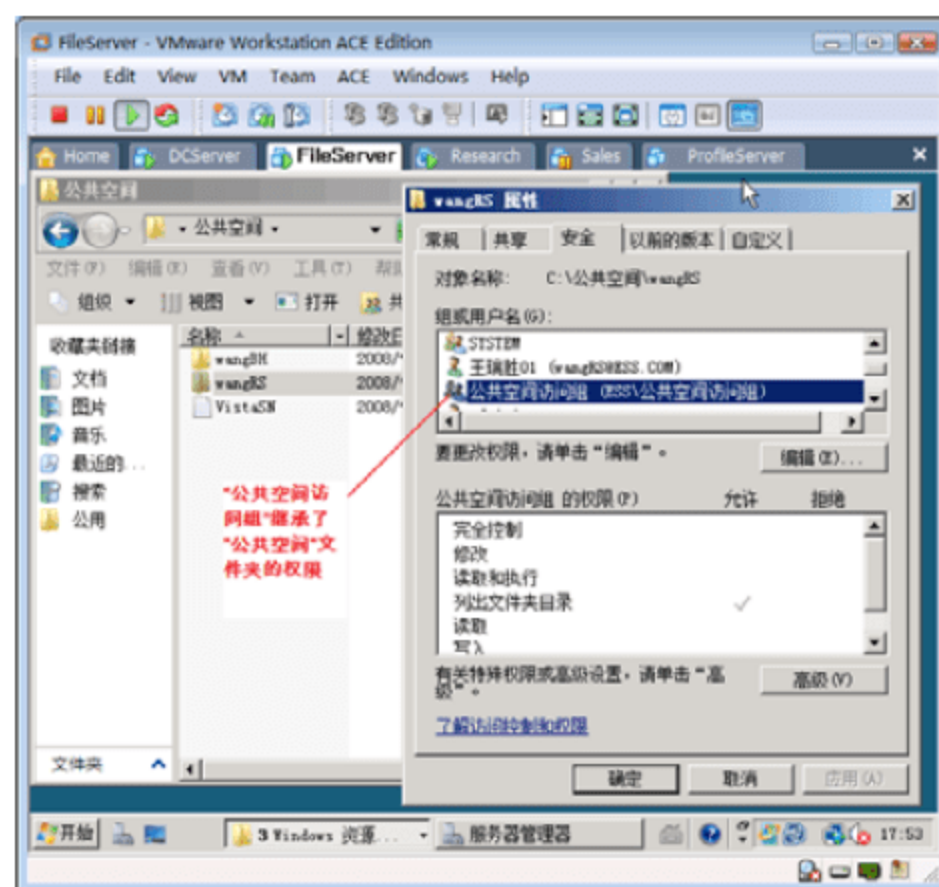 FileServer - VMware Workstation ACE Edition
File Edit View VM Team ACE Windows Help
Home DCServer FileServer Research Sales ProfileServer
公共空间
公共空间
文件(F) 编辑(E) 查看(V) 工具(T)
组织 视图 打开 共
收藏夹链接
文档
图片
音乐
最近的...
搜索
公用
文件夹
名称 修改日
wangBH 2008/
wangRS 2008/
VistaSN 2008/
"公共空间访
问组"继承了
"公共空间"文
件夹的权限
wangRS 属性
常规 共享 安全 以前的版本 自定义
对象名称: C:\公共空间\wangRS
组或用户名(G):
SYSTEM
王瑞胜01 (wangRS@ESS.COM)
公共空间访问组 (ESS\公共空间访问组)
要更改权限，请单击“编辑”。
编辑(E)...
公共空间访问组 的权限(P) 允许 拒绝
完全控制
修改
读取和执行
列出文件夹目录
读取
写入
有关特殊权限或高级设置，请单击“高
级”。
高级(V)
了解访问控制和权限
确定 取消 应用(A)
开始 3 Windows 资源... 服务器管理器 17:53